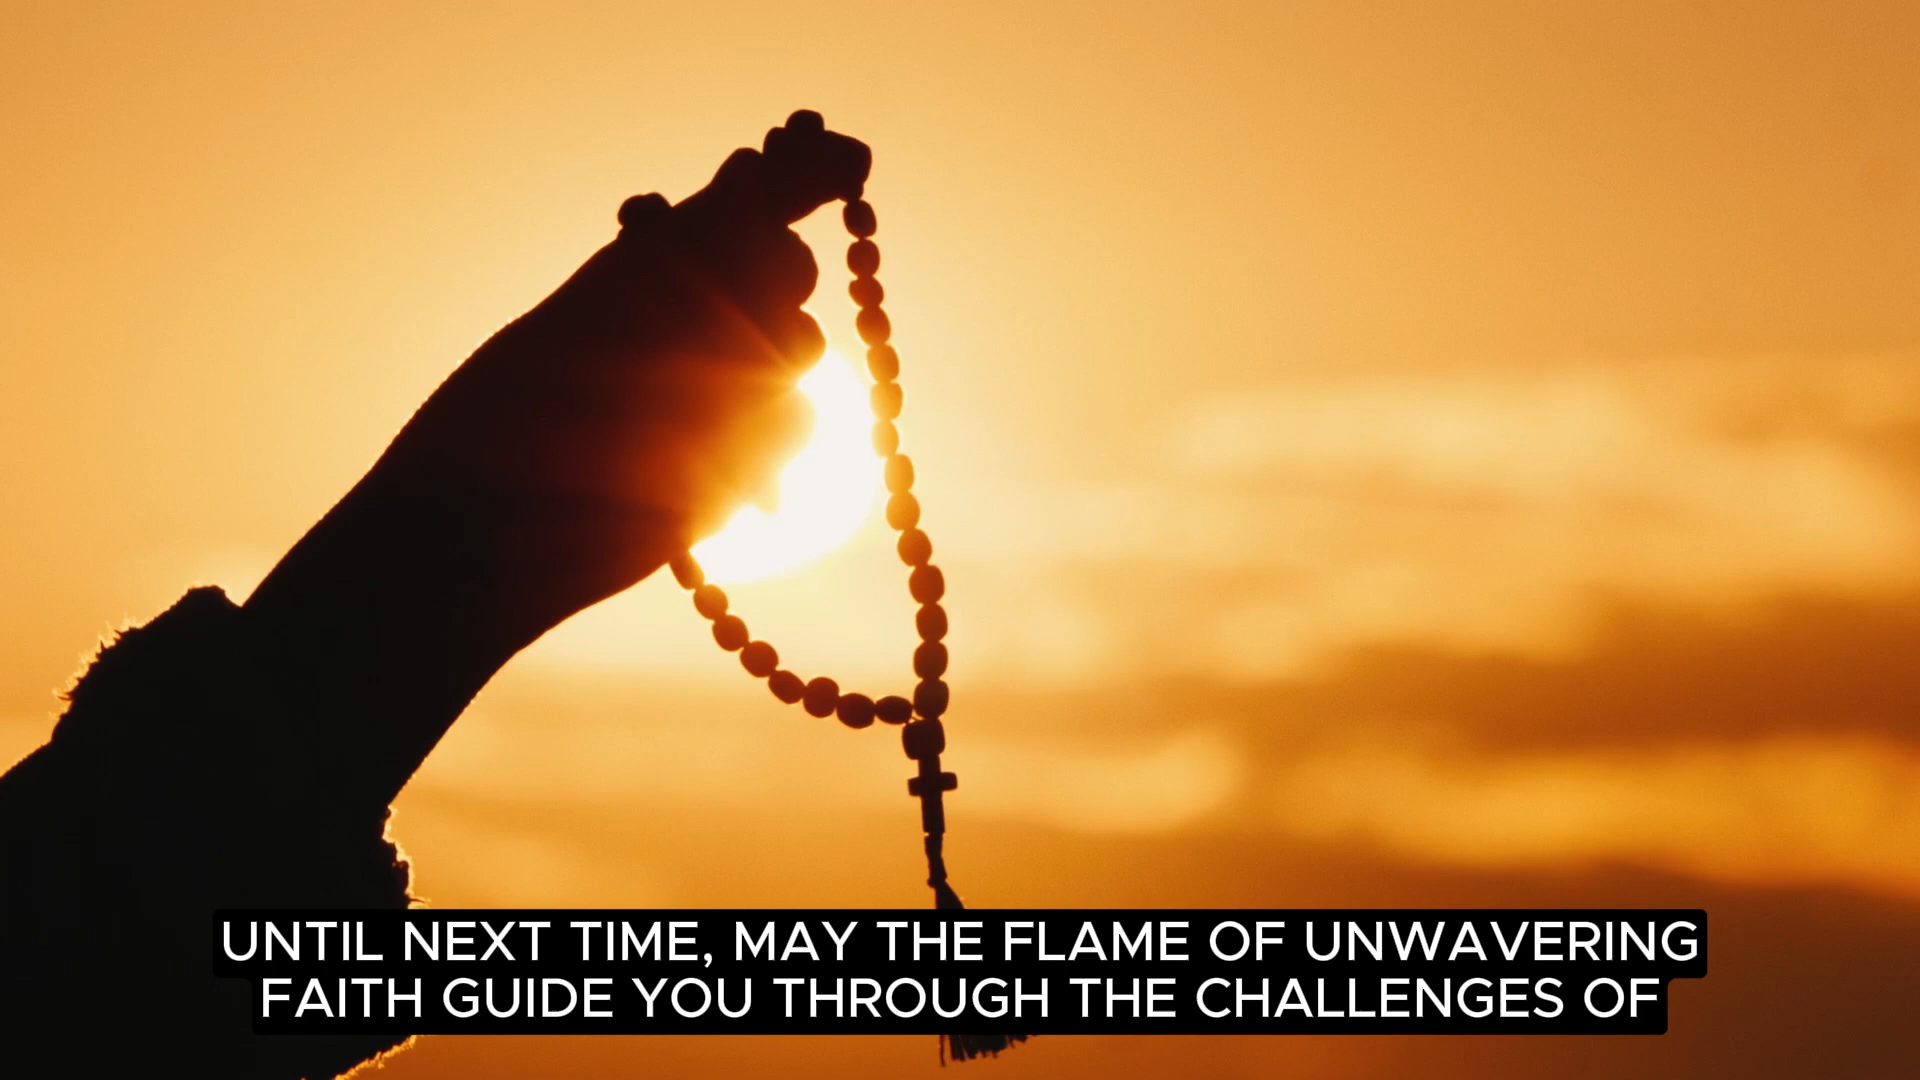 UNTIL NEXT TIME, MAY THE FLAME OF UNWAVERING
FAITH GUIDE YOU THROUGH THE CHALLENGES OF